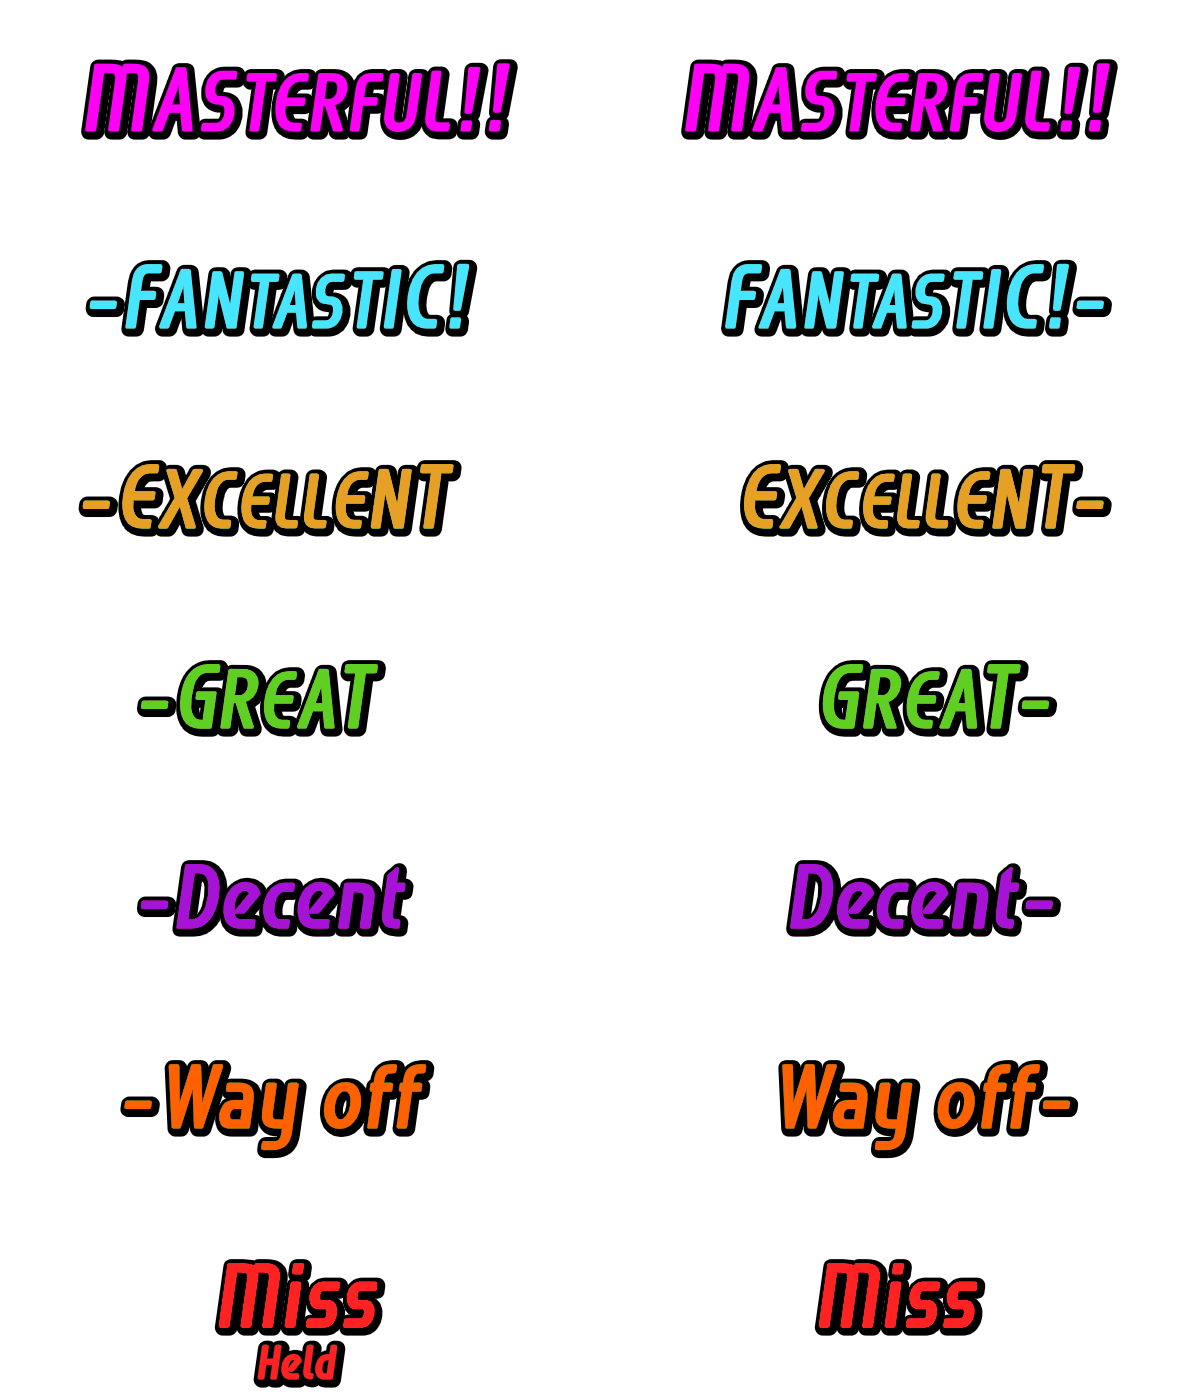 Masterful!! Masterful!!
-Fantastic! Fantastic!-
-Excellent Excellent-
-Great Great-
-Decent Decent-
-Way off Way off-
Miss Miss
Held